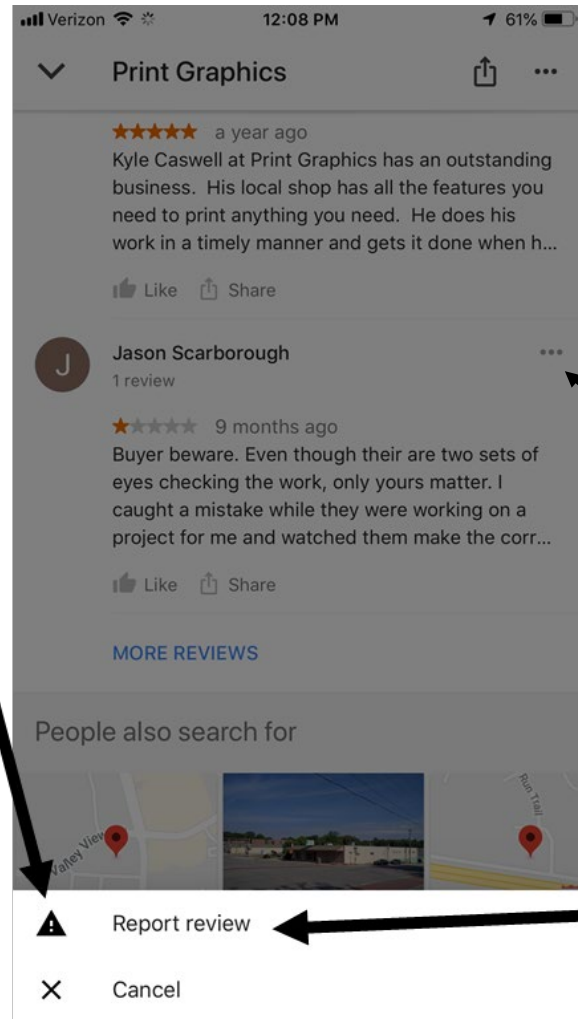 Verizon 12:08 PM 61%
Print Graphics
a year ago
Kyle Caswell at Print Graphics has an outstanding
business. His local shop has all the features you
need to print anything you need. He does his
work in a timely manner and gets it done when h...
Like Share
J
Jason Scarborough
1 review
9 months ago
Buyer beware. Even though their are two sets of
eyes checking the work, only yours matter. I
caught a mistake while they were working on a
project for me and watched them make the corr...
Like Share
MORE REVIEWS
People also search for
Run Trail
Valley View
Report review
Cancel